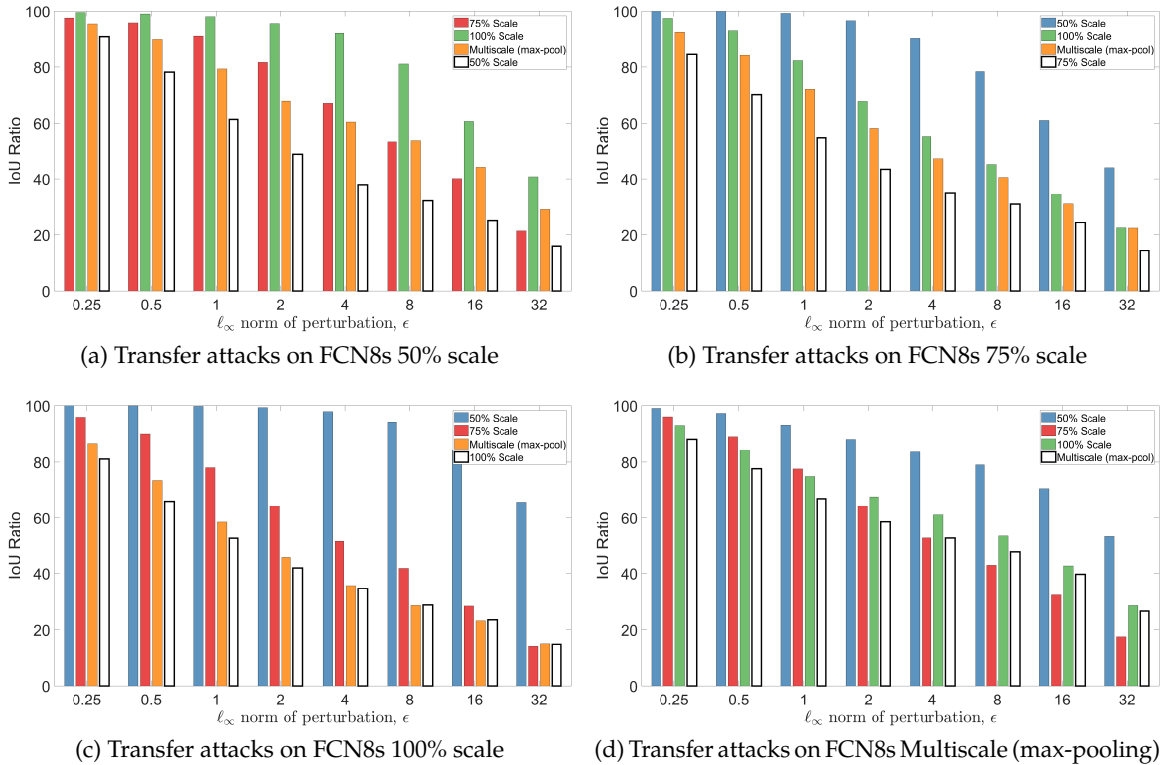 100
80
60
40
20
0
IoU Ratio
75% Scale
100% Scale
Multiscale (max-pcol)
50% Scale
0.25 0.5 1 2 4 8 16 32
ℓ∞ norm of perturbation, ϵ
(a) Transfer attacks on FCN8s 50% scale
100
80
60
40
20
0
IoU Ratio
50% Scale
100% Scale
Multiscale (max-pcol)
75% Scale
0.25 0.5 1 2 4 8 16 32
ℓ∞ norm of perturbation, ϵ
(b) Transfer attacks on FCN8s 75% scale
100
80
60
40
20
0
IoU Ratio
50% Scale
75% Scale
Multiscale (max-pcol)
100% Scale
0.25 0.5 1 2 4 8 16 32
ℓ∞ norm of perturbation, ϵ
(c) Transfer attacks on FCN8s 100% scale
100
80
60
40
20
0
IoU Ratio
50% Scale
75% Scale
100% Scale
Multiscale (max-pcol)
0.25 0.5 1 2 4 8 16 32
ℓ∞ norm of perturbation, ϵ
(d) Transfer attacks on FCN8s Multiscale (max-pooling)